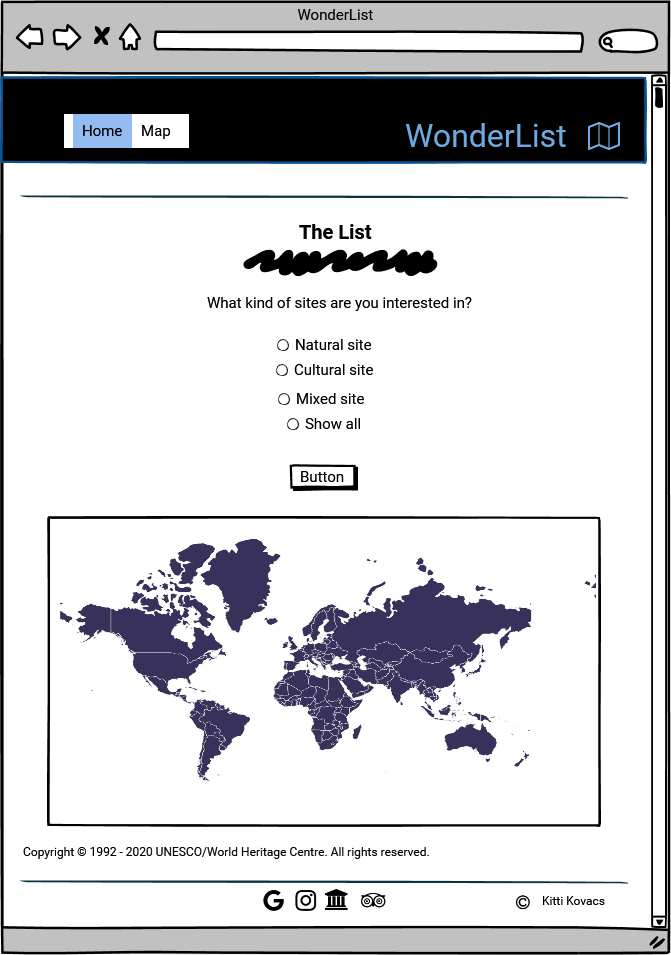 WonderList
Home Map
WonderList
The List
What kind of sites are you interested in?
Natural site
Cultural site
Mixed site
Show all
Button
Copyright © 1992 - 2020 UNESCO/World Heritage Centre. All rights reserved.
© Kitti Kovacs